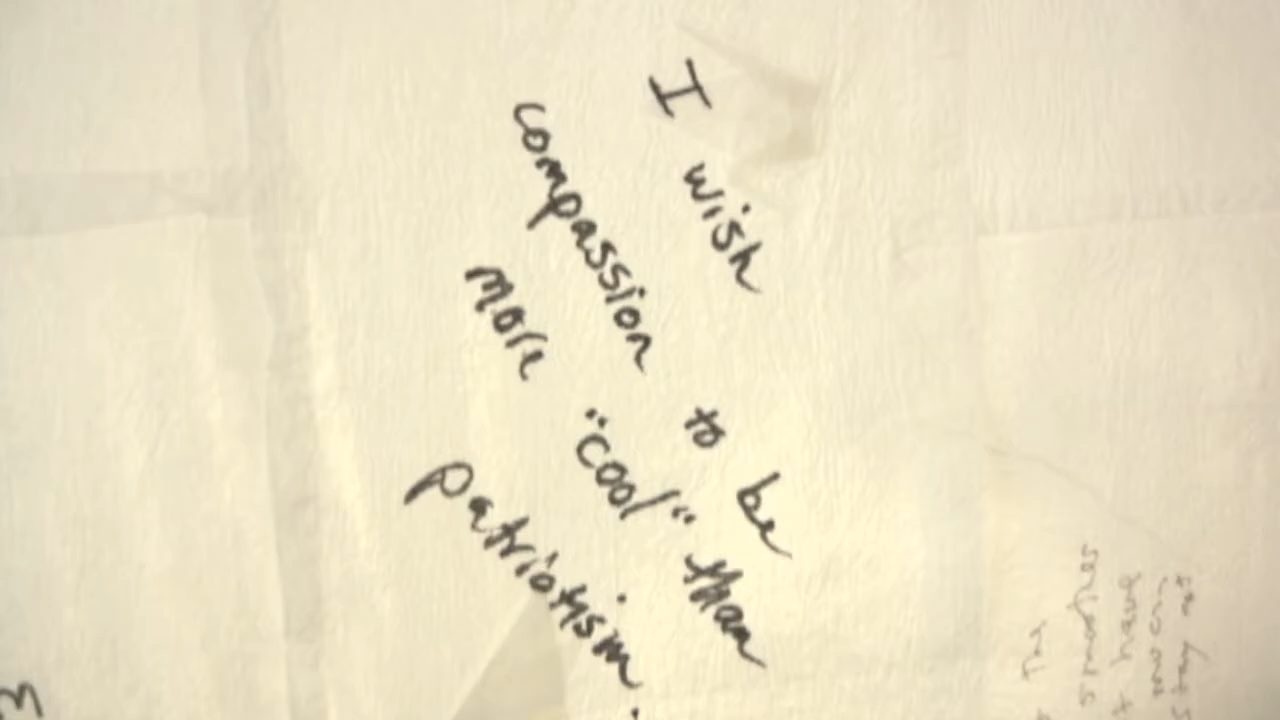 I wish
compassion to be
more "cool" than
patriotism.